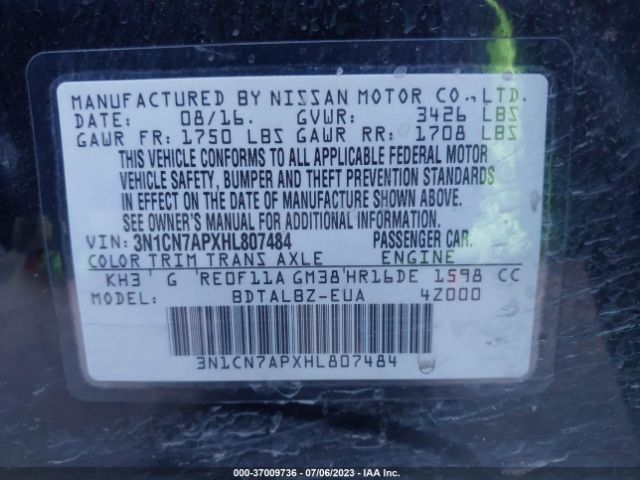 MANUFACTURED BY NISSAN MOTOR CO., LTD.
DATE: 08/16. GVWR: 3426 LBS
GAWR FR: 1750 LBS GAWR RR: 1708 LBS
THIS VEHICLE CONFORMS TO ALL APPLICABLE FEDERAL MOTOR
VEHICLE SAFETY, BUMPER AND THEFT PREVENTION STANDARDS
IN EFFECT ON THE DATE OF MANUFACTURE SHOWN ABOVE.
SEE OWNER'S MANUAL FOR ADDITIONAL INFORMATION.
VIN: 3N1CN7APXHL807484 PASSENGER CAR.
COLOR TRIM TRANS AXLE ENGINE
KH3 G RE0F11A GM38 HR16DE 1598 CC
MODEL: BDTALBZ-EUA 4Z000
3N1CN7APXHL807484
000-37009736 - 07/06/2023 - IAA Inc.